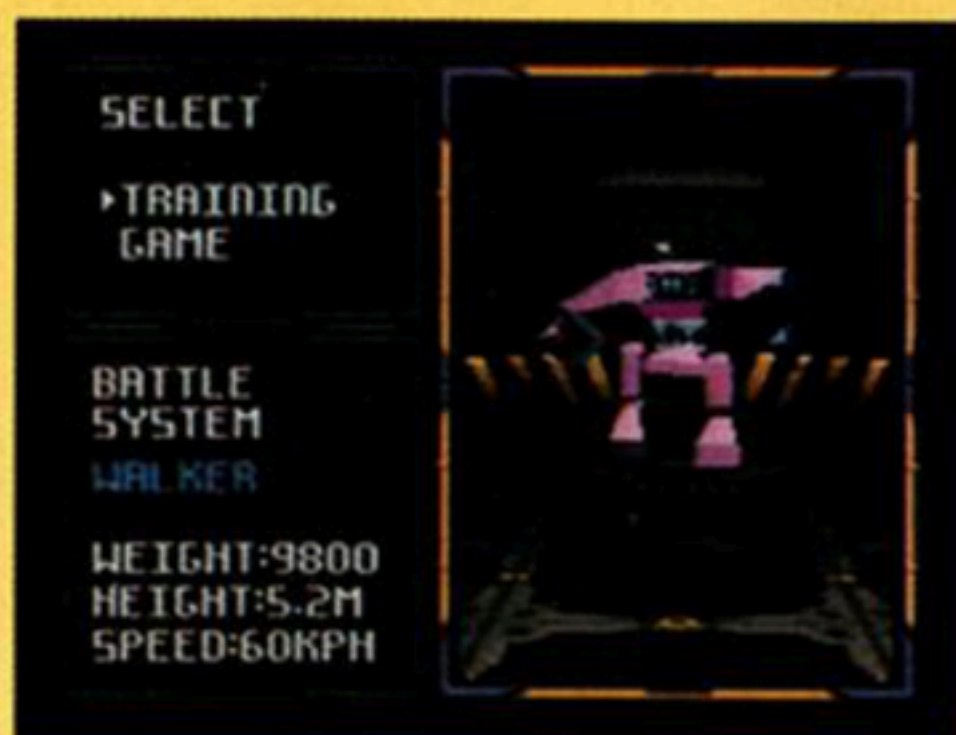 SELECT
▸TRAINING
GAME
BATTLE
SYSTEM
WALKER
WEIGHT:9800
HEIGHT:5.2M
SPEED:60KPH